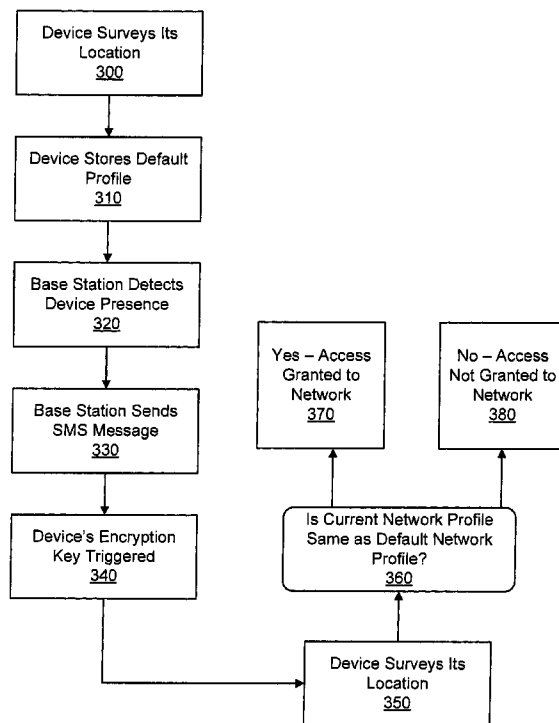 Device Surveys Its
Location
300
Device Stores Default
Profile
310
Base Station Detects
Device Presence
320
Base Station Sends
SMS Message
330
Device's Encryption
Key Triggered
340
Device Surveys Its
Location
350
Is Current Network Profile
Same as Default Network
Profile?
360
Yes – Access
Granted to
Network
370
No – Access
Not Granted to
Network
380